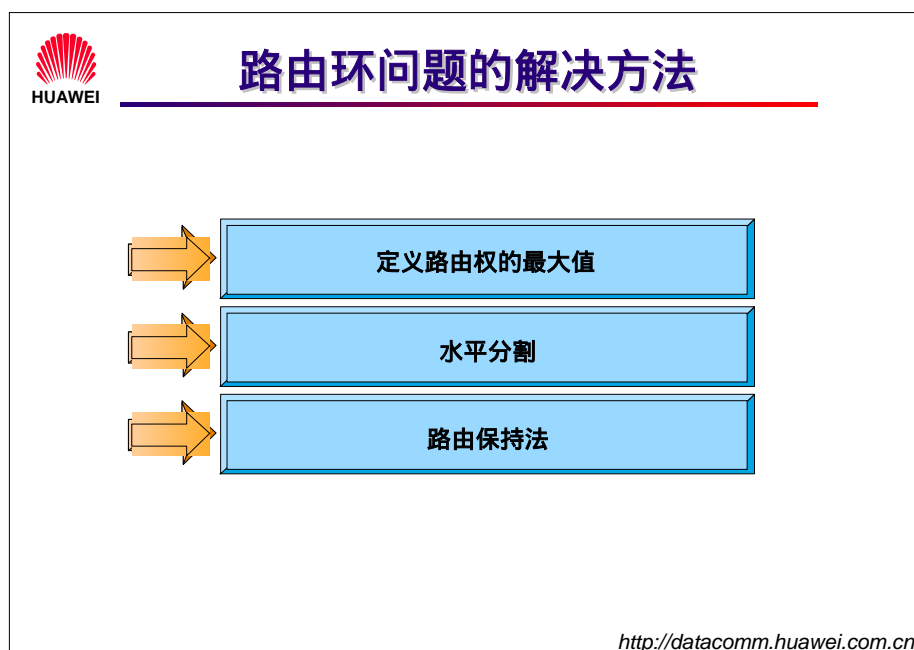 路由环问题的解决方法
HUAWEI
定义路由权的最大值
水平分割
路由保持法
http://datacomm.huawei.com.cn